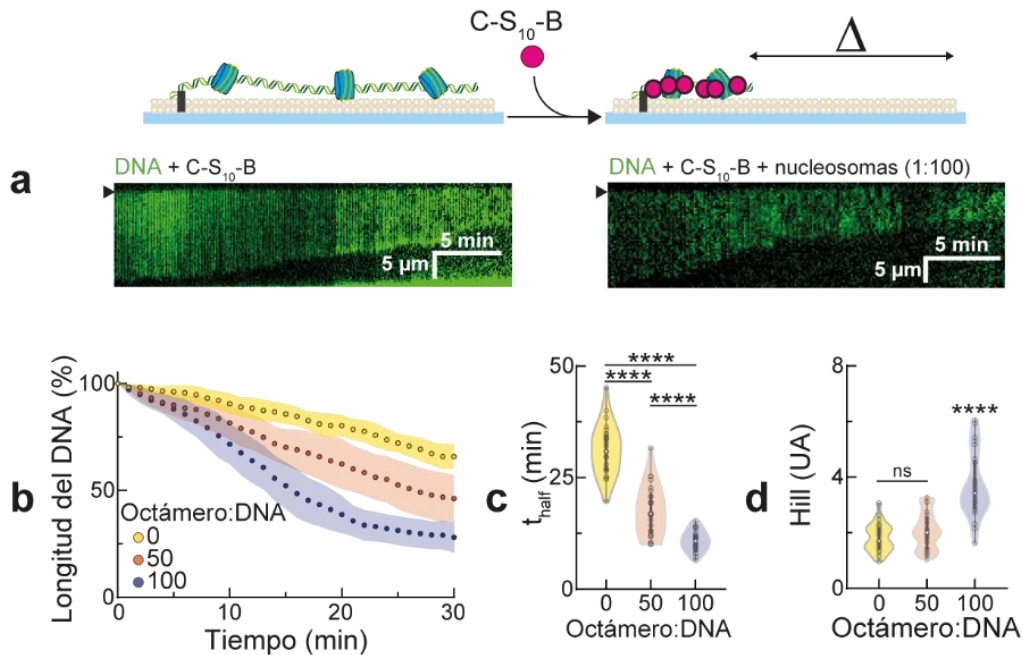 C-S₁₀-B
Δ
a
DNA + C-S₁₀-B
5 min
5 µm
DNA + C-S₁₀-B + nucleosomas (1:100)
5 min
5 µm
b
Longitud del DNA (%)
100
50
0
Octámero:DNA
0
50
100
0 10 20 30
Tiempo (min)
c
t_half (min)
50
25
0
****
****
****
0 50 100
Octámero:DNA
d
Hill (UA)
8
4
0
ns
****
0 50 100
Octámero:DNA